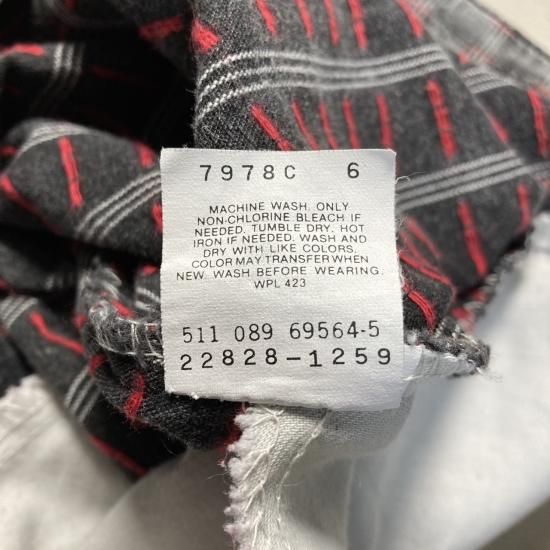 7978C 6
MACHINE WASH, ONLY
NON-CHLORINE BLEACH IF
NEEDED. TUMBLE DRY, HOT
IRON IF NEEDED. WASH AND
DRY WITH LIKE COLORS.
COLOR MAY TRANSFER WHEN
NEW. WASH BEFORE WEARING.
WPL 423
511 089 69564-5
22828-1259